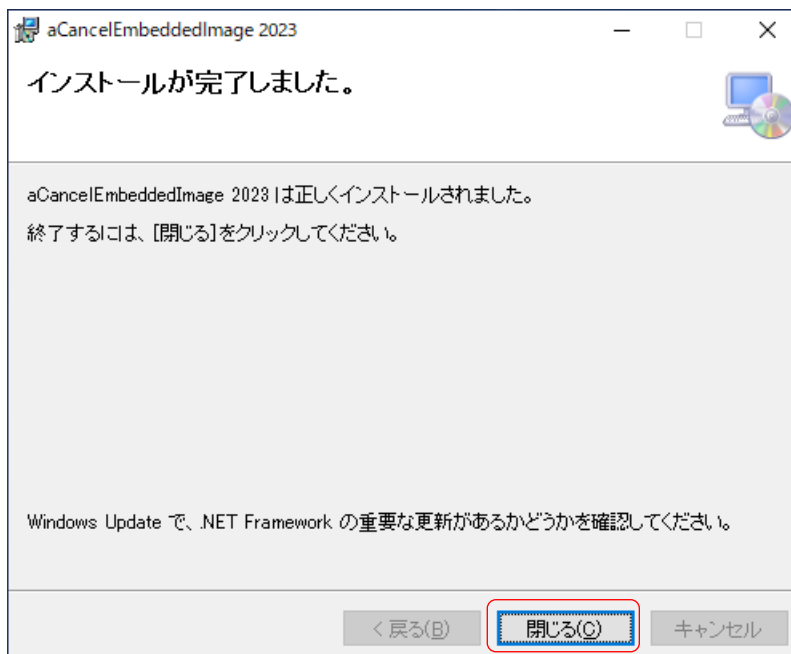 aCancelEmbeddedImage 2023
インストールが完了しました。
aCancelEmbeddedImage 2023 は正しくインストールされました。
終了するには、[閉じる]をクリックしてください。
Windows Update で、.NET Framework の重要な更新があるかどうかを確認してください。
< 戻る(B) 閉じる(C) キャンセル